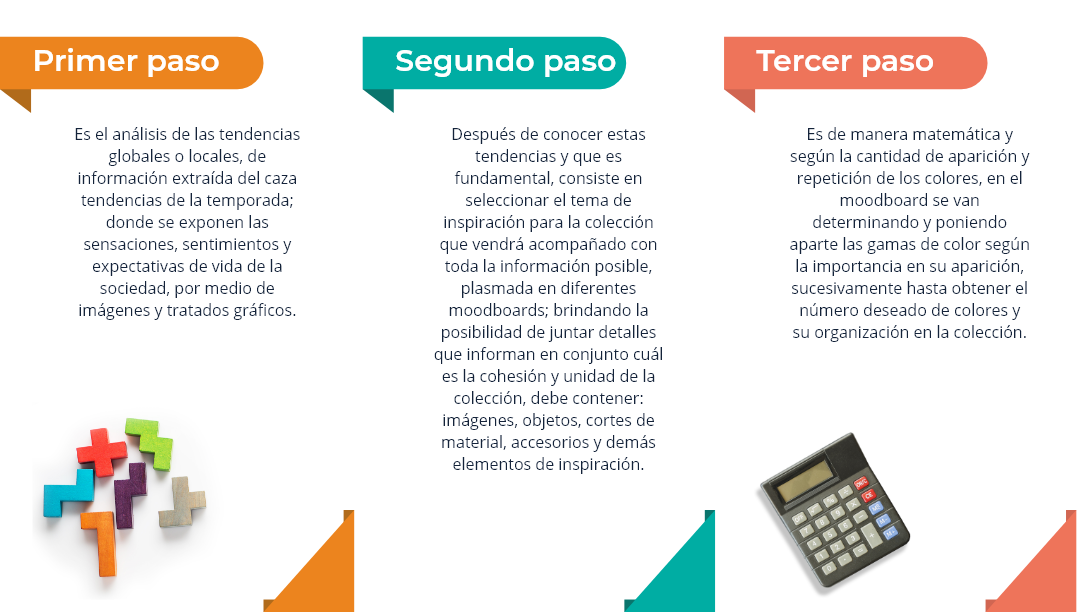 Primer paso
Es el análisis de las tendencias
globales o locales, de
información extraída del caza
tendencias de la temporada;
donde se exponen las
sensaciones, sentimientos y
expectativas de vida de la
sociedad, por medio de
imágenes y tratados gráficos.
Segundo paso
Después de conocer estas
tendencias y que es
fundamental, consiste en
seleccionar el tema de
inspiración para la colección
que vendrá acompañado con
toda la información posible,
plasmada en diferentes
moodboards; brindando la
posibilidad de juntar detalles
que informan en conjunto cuál
es la cohesión y unidad de la
colección, debe contener:
imágenes, objetos, cortes de
material, accesorios y demás
elementos de inspiración.
Tercer paso
Es de manera matemática y
según la cantidad de aparición y
repetición de los colores, en el
moodboard se van
determinando y poniendo
aparte las gamas de color según
la importancia en su aparición,
sucesivamente hasta obtener el
número deseado de colores y
su organización en la colección.